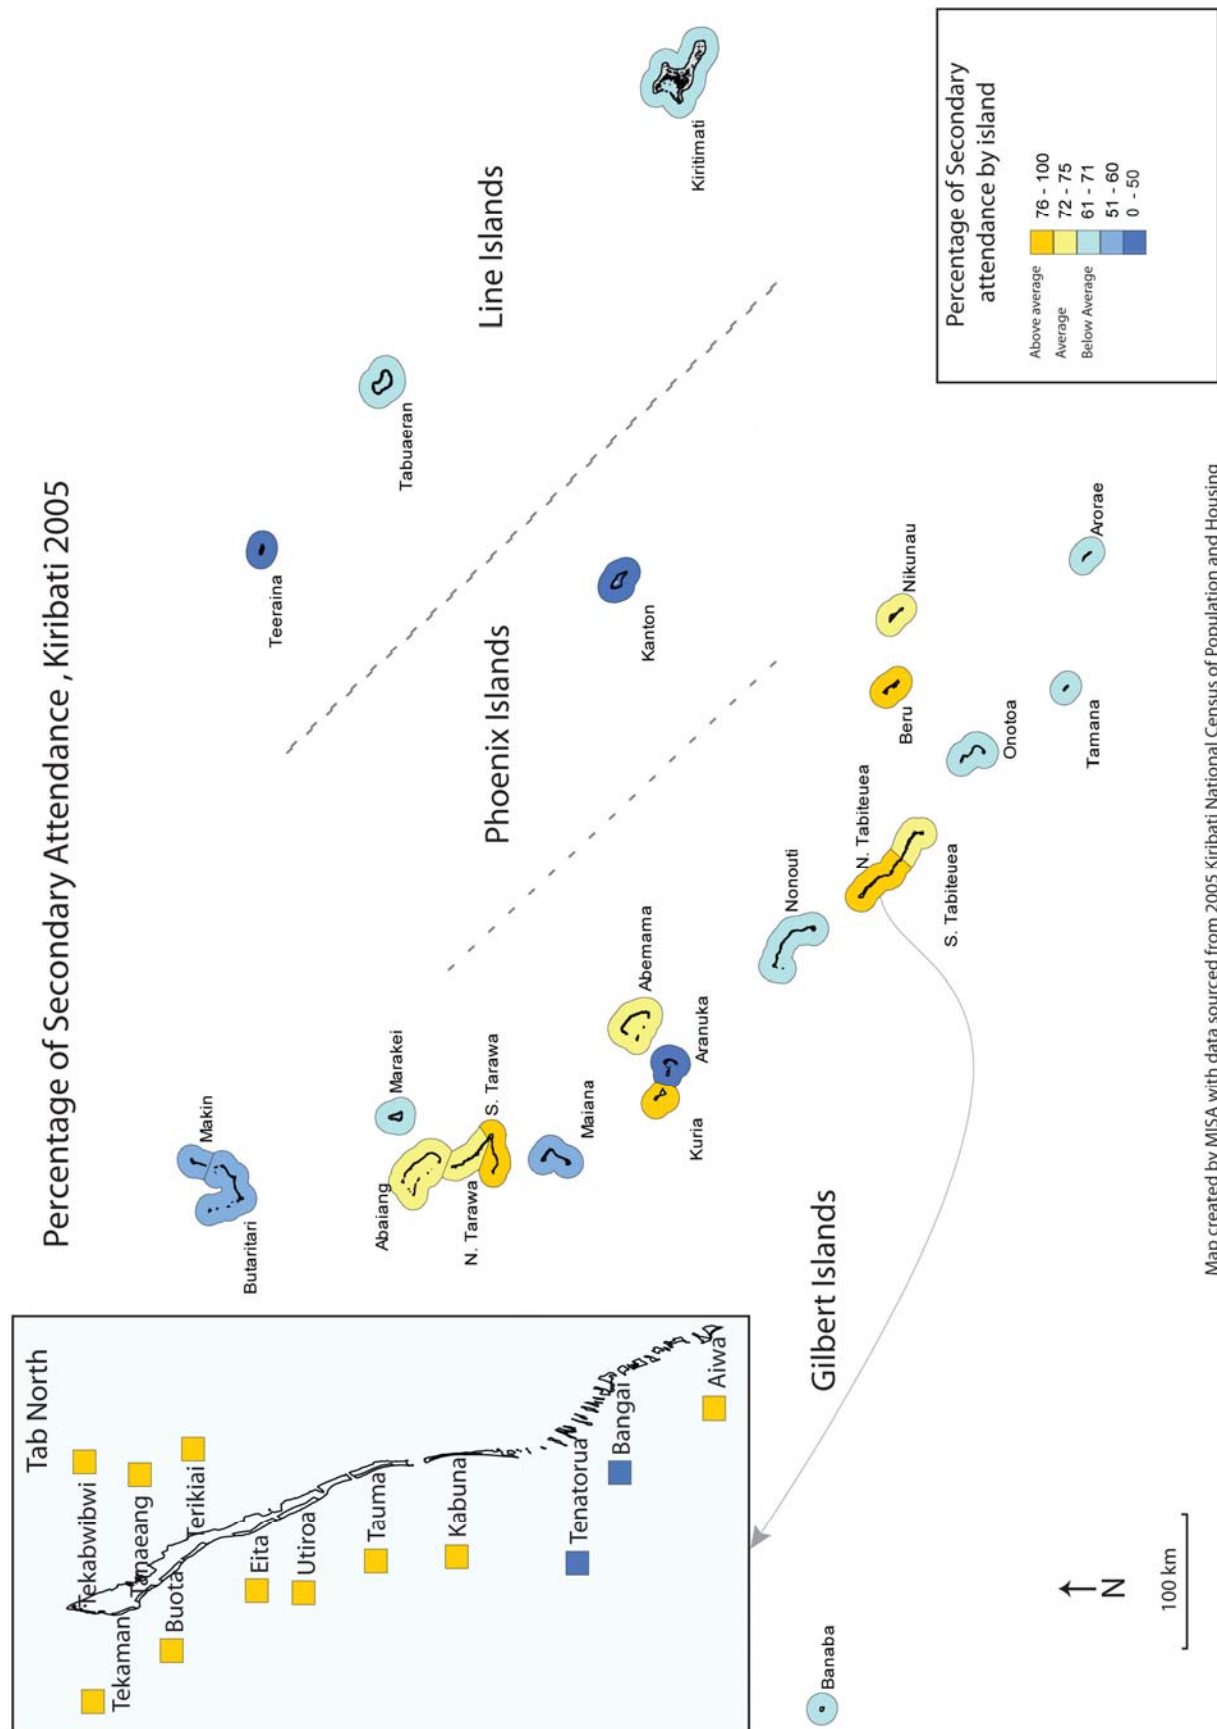 Percentage of Secondary Attendance , Kiribati 2005
Tab North
Tekabwibwi
Tekaman
Tanaeang
Buota
Terikiai
Eita
Utiroa
Tauma
Kabuna
Tenatorua
Bangai
Aiwa
Makin
Butaritari
Marakei
Abaiang
N. Tarawa
S. Tarawa
Maiana
Abemama
Kuria
Aranuka
Nonouti
N. Tabiteuea
S. Tabiteuea
Beru
Nikunau
Onotoa
Tamana
Arorae
Banaba
Gilbert Islands
Phoenix Islands
Kanton
Line Islands
Teeraina
Tabuaeran
Kiritimati
N
100 km
Percentage of Secondary
attendance by island
Above average 76 - 100
Average 72 - 75
Below Average 61 - 71
51 - 60
0 - 50
Map created by MISA with data sourced from 2005 Kiribati National Census of Population and Housing